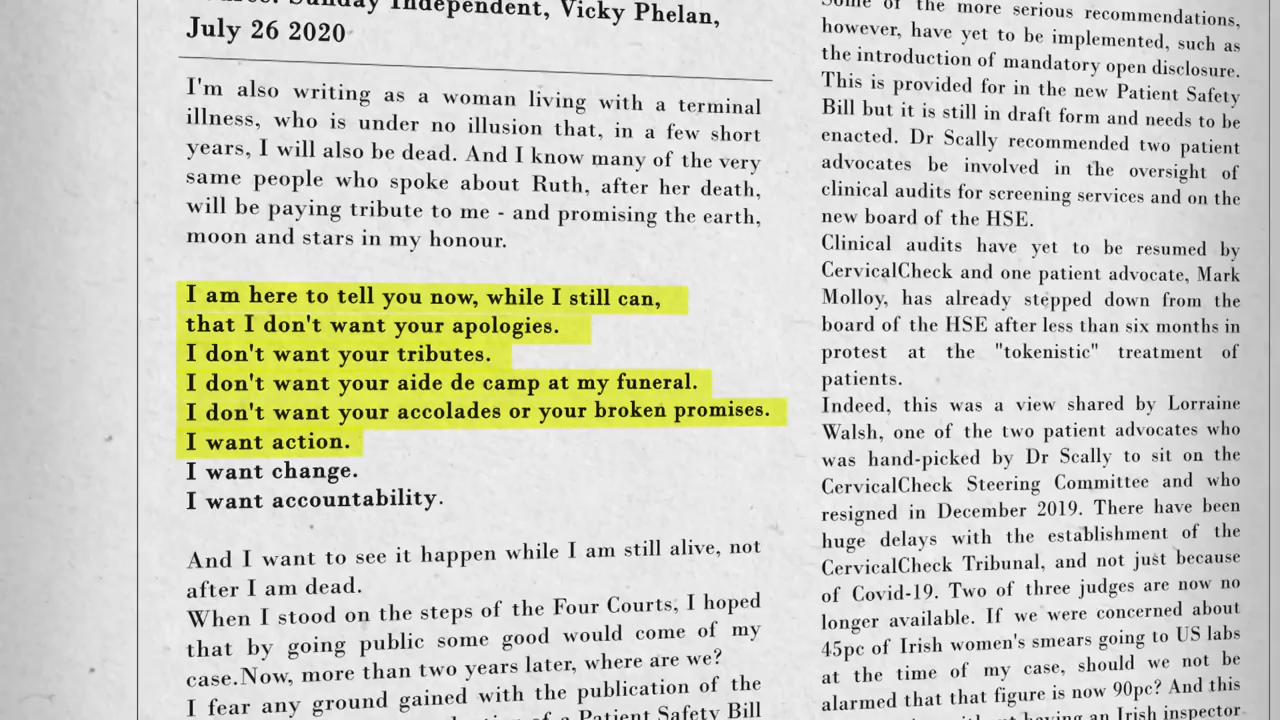 Sunday Independent, Vicky Phelan,
July 26 2020
I'm also writing as a woman living with a terminal
illness, who is under no illusion that, in a few short
years, I will also be dead. And I know many of the very
same people who spoke about Ruth, after her death,
will be paying tribute to me - and promising the earth,
moon and stars in my honour.
I am here to tell you now, while I still can,
that I don't want your apologies.
I don't want your tributes.
I don't want your aide de camp at my funeral.
I don't want your accolades or your broken promises.
I want action.
I want change.
I want accountability.
And I want to see it happen while I am still alive, not
after I am dead.
When I stood on the steps of the Four Courts, I hoped
that by going public some good would come of my
case.Now, more than two years later, where are we?
I fear any ground gained with the publication of the
of a Patient Safety Bill
Some of the more serious recommendations,
however, have yet to be implemented, such as
the introduction of mandatory open disclosure.
This is provided for in the new Patient Safety
Bill but it is still in draft form and needs to be
enacted. Dr Scally recommended two patient
advocates be involved in the oversight of
clinical audits for screening services and on the
new board of the HSE.
Clinical audits have yet to be resumed by
CervicalCheck and one patient advocate, Mark
Molloy, has already stepped down from the
board of the HSE after less than six months in
protest at the "tokenistic" treatment of
patients.
Indeed, this was a view shared by Lorraine
Walsh, one of the two patient advocates who
was hand-picked by Dr Scally to sit on the
CervicalCheck Steering Committee and who
resigned in December 2019. There have been
huge delays with the establishment of the
CervicalCheck Tribunal, and not just because
of Covid-19. Two of three judges are now no
longer available. If we were concerned about
45pc of Irish women's smears going to US labs
at the time of my case, should we not be
alarmed that that figure is now 90pc? And this
having an Irish inspector